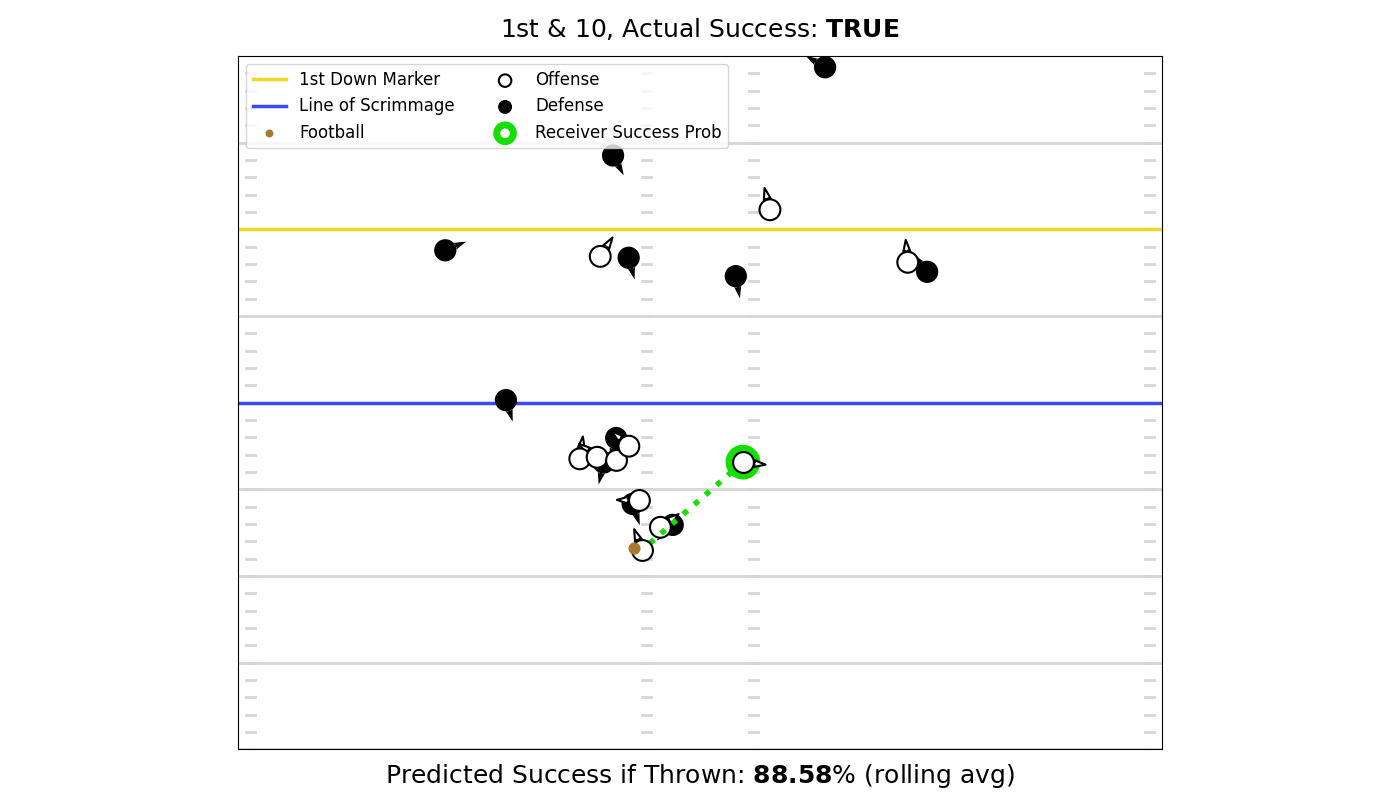 1st & 10, Actual Success: TRUE
1st Down Marker
Line of Scrimmage
Football
Offense
Defense
Receiver Success Prob
Predicted Success if Thrown: 88.58% (rolling avg)